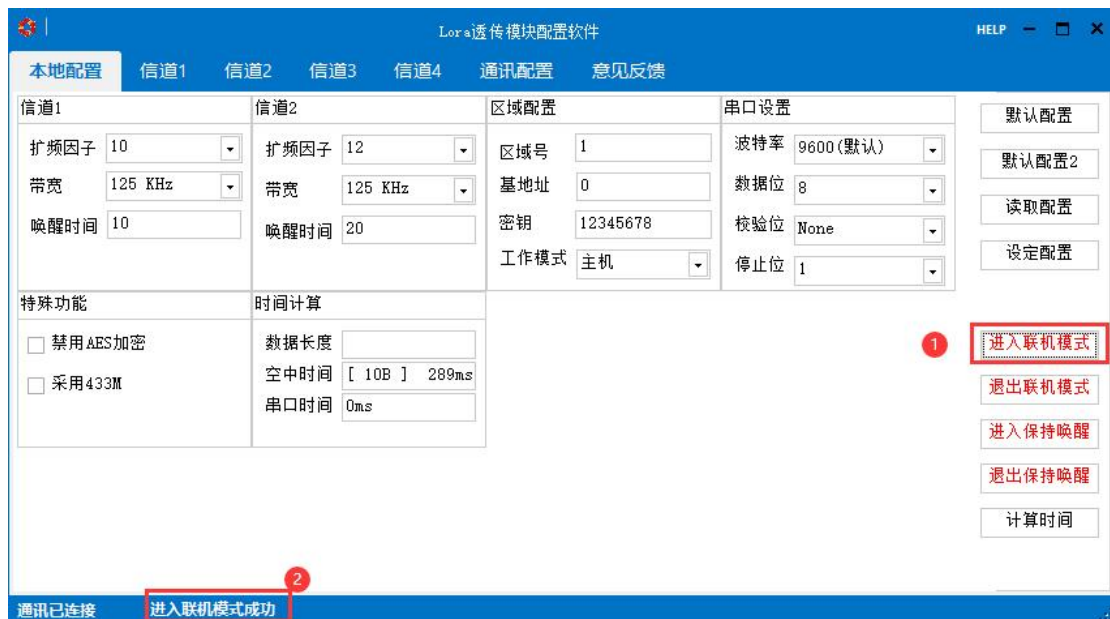 Lora透传模块配置软件
HELP
本地配置 信道1 信道2 信道3 信道4 通讯配置 意见反馈
信道1
扩频因子 10
带宽 125 KHz
唤醒时间 10
信道2
扩频因子 12
带宽 125 KHz
唤醒时间 20
区域配置
区域号 1
基地址 0
密钥 12345678
工作模式 主机
串口设置
波特率 9600(默认)
数据位 8
校验位 None
停止位 1
特殊功能
禁用AES加密
采用433M
时间计算
数据长度
空中时间 [ 10B ] 289ms
串口时间 0ms
默认配置
默认配置2
读取配置
设定配置
1 进入联机模式
退出联机模式
进入保持唤醒
退出保持唤醒
计算时间
2
通讯已连接 进入联机模式成功